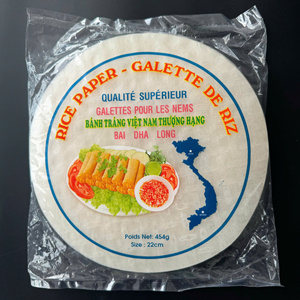 RICE PAPER - GALETTE DE RIZ
QUALITÉ SUPÉRIEUR
GALETTES POUR LES NEMS
BÁNH TRÁNG VIỆT NAM THƯỢNG HẠNG
BAI DHA LONG
Poids Net: 454g
Size : 22cm